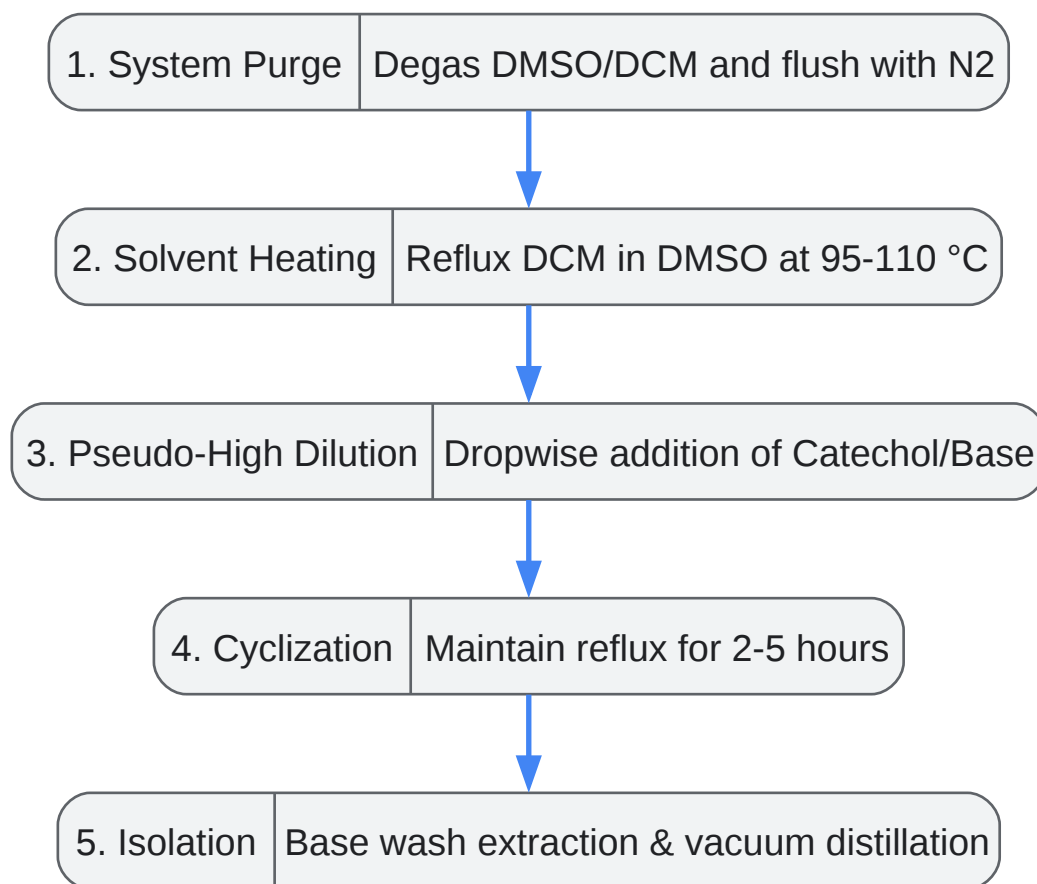 1. System Purge Degas DMSO/DCM and flush with N2
2. Solvent Heating Reflux DCM in DMSO at 95-110 °C
3. Pseudo-High Dilution Dropwise addition of Catechol/Base
4. Cyclization Maintain reflux for 2-5 hours
5. Isolation Base wash extraction & vacuum distillation